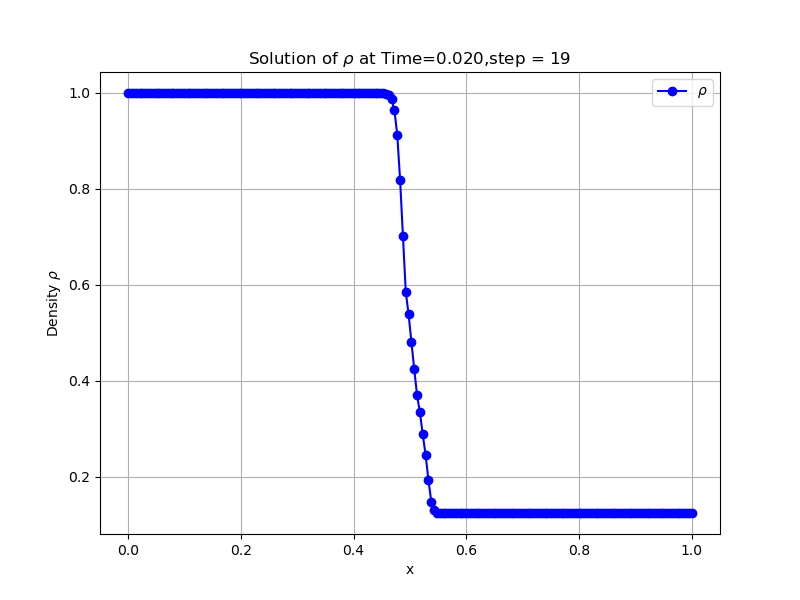 Solution of ρ at Time=0.020,step = 19
ρ
1.0
0.8
0.6
0.4
0.2
Density ρ
0.0 0.2 0.4 0.6 0.8 1.0
x